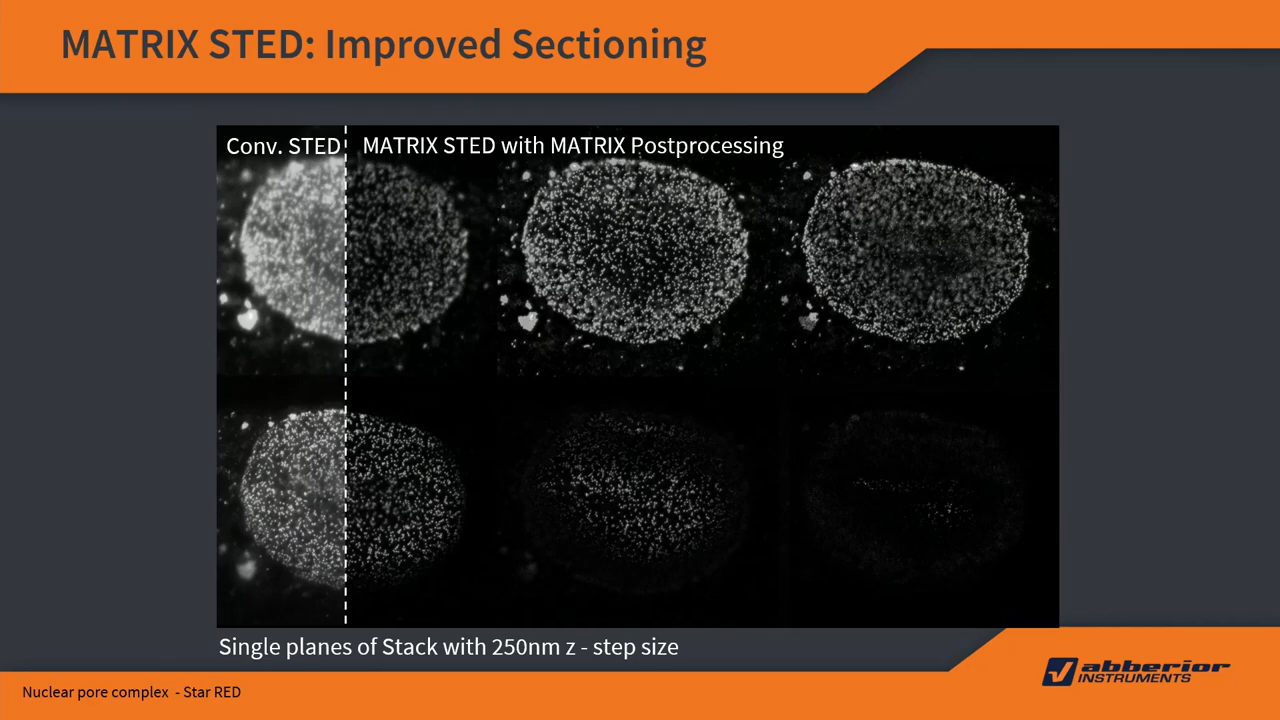 MATRIX STED: Improved Sectioning
Conv. STED
MATRIX STED with MATRIX Postprocessing
Single planes of Stack with 250nm z - step size
Nuclear pore complex - Star RED
abberior
INSTRUMENTS